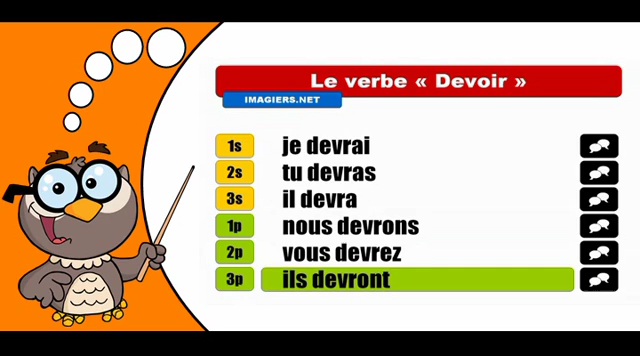 Le verbe « Devoir »
IMAGIERS.NET
1s je devrai
2s tu devras
3s il devra
1p nous devrons
2p vous devrez
3p ils devront